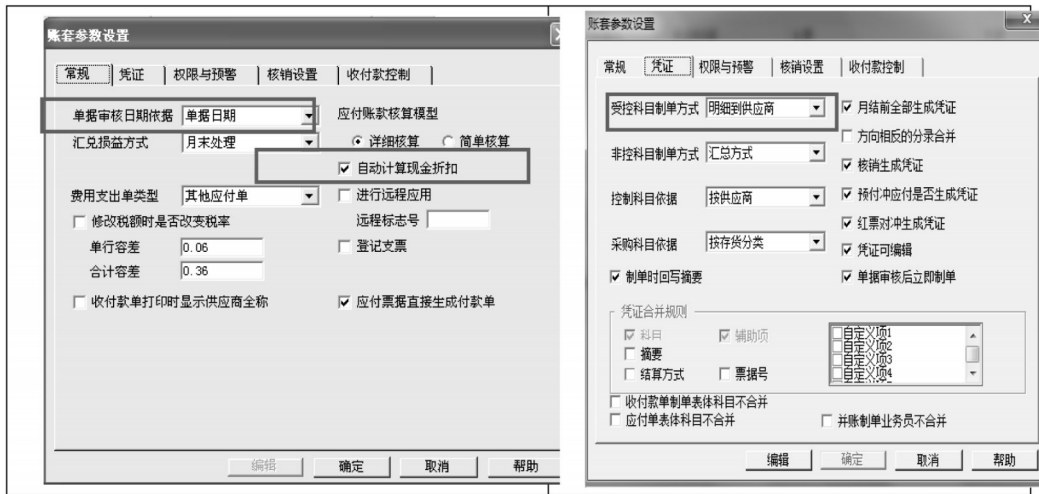 账套参数设置
常规
凭证
权限与预警
核销设置
收付款控制
单据审核日期依据 单据日期
应付账款核算模型
汇兑损益方式 月末处理
详细核算 简单核算
自动计算现金折扣
费用支出单类型 其他应付单
进行远程应用
修改税额时是否改变税率
远程标志号
单行容差 0.06
登记支票
合计容差 0.36
收付款单打印时显示供应商全称
应付票据直接生成付款单
编辑 确定 取消 帮助
账套参数设置
常规
凭证
权限与预警
核销设置
收付款控制
受控科目制单方式 明细到供应商
月结前全部生成凭证
方向相反的分录合并
非控科目制单方式 汇总方式
核销生成凭证
控制科目依据 按供应商
预付冲应付是否生成凭证
红票对冲生成凭证
采购科目依据 按存货分类
凭证可编辑
制单时回写摘要
单据审核后立即制单
凭证合并规则
科目 辅助项
自定义项1
自定义项2
摘要
自定义项3
结算方式 票据号
自定义项4
收付款单制单表体科目不合并
应付单表体科目不合并
并账制单业务员不合并
编辑 确定 取消 帮助